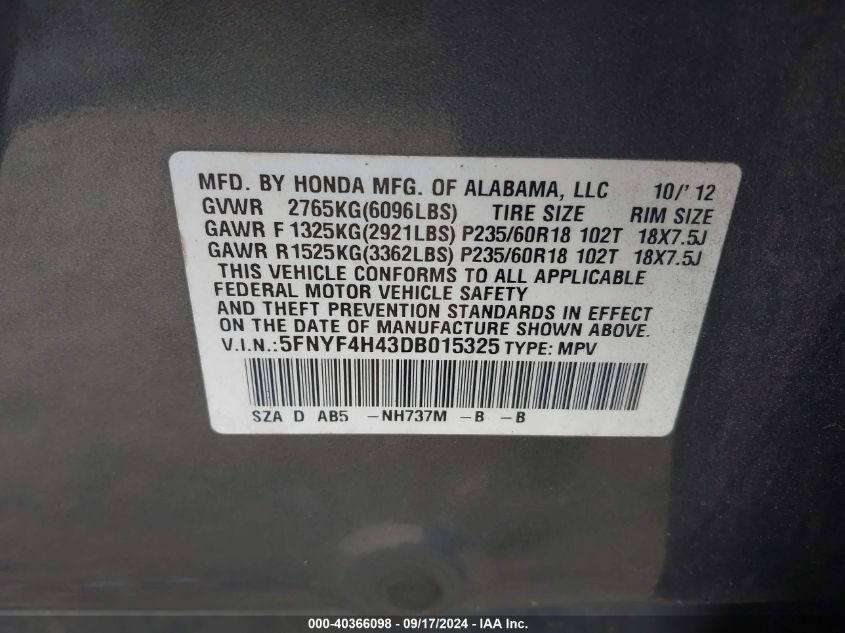 MFD. BY HONDA MFG. OF ALABAMA, LLC 10/'12
GVWR 2765KG(6096LBS) TIRE SIZE RIM SIZE
GAWR F 1325KG(2921LBS) P235/60R18 102T 18X7.5J
GAWR R1525KG(3362LBS) P235/60R18 102T 18X7.5J
THIS VEHICLE CONFORMS TO ALL APPLICABLE
FEDERAL MOTOR VEHICLE SAFETY
AND THEFT PREVENTION STANDARDS IN EFFECT
ON THE DATE OF MANUFACTURE SHOWN ABOVE.
V.I.N.:5FNYF4H43DB015325 TYPE: MPV
SZA D AB5 -NH737M -B -B
000-40366098 - 09/17/2024 - IAAI Inc.